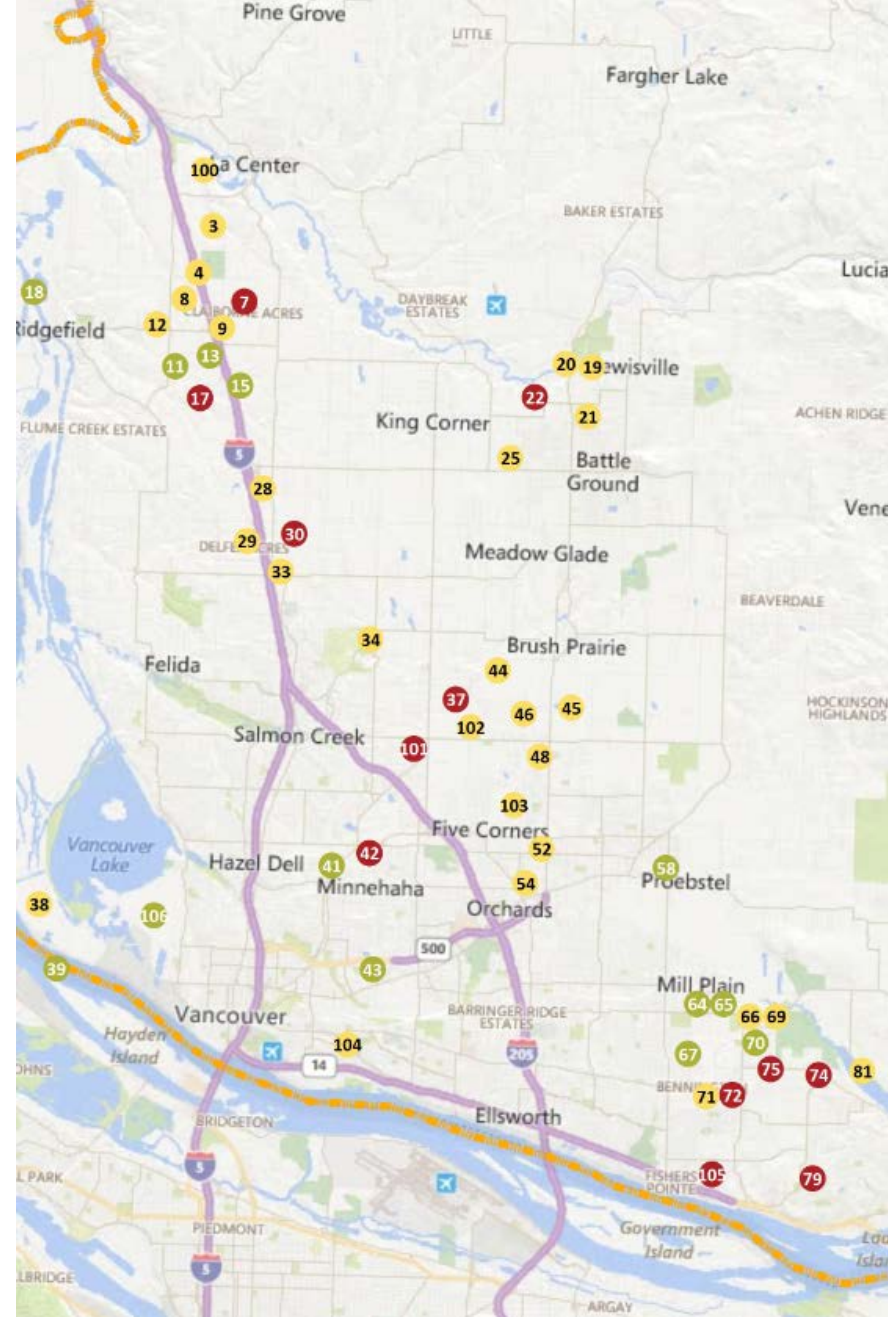 Pine Grove
LITTLE
Fargher Lake
100
a Center
BAKER ESTATES
3
4
Lucia
18
8
7
CLAIBORNE ACRES
DAYBREAK
ESTATES
12
9
Ridgefield
13
11
15
17
20
19
ewisville
22
21
ACHEN RIDGE
King Corner
FLUME CREEK ESTATES
5
25
Battle
Ground
28
Vene
29
30
33
Meadow Glade
BEAVERDALE
34
Brush Prairie
Felida
44
37
46
45
HOCKINSON
HIGHLANDS
102
Salmon Creek
101
48
103
Five Corners
Vancouver
Lake
52
42
Hazel Dell
41
Minnehaha
58
Proebstel
54
Orchards
38
106
500
39
43
Mill Plain
64
65
66
69
Vancouver
BARRINGER RIDGE
ESTATES
Hayden
Island
104
70
67
205
14
75
74
81
OHNS
71
72
Ellsworth
BRIDGETON
5
L PARK
105
79
FISHERS
POINTE
PIEDMONT
Government
Island
5
LBRIDGE
ARGAY